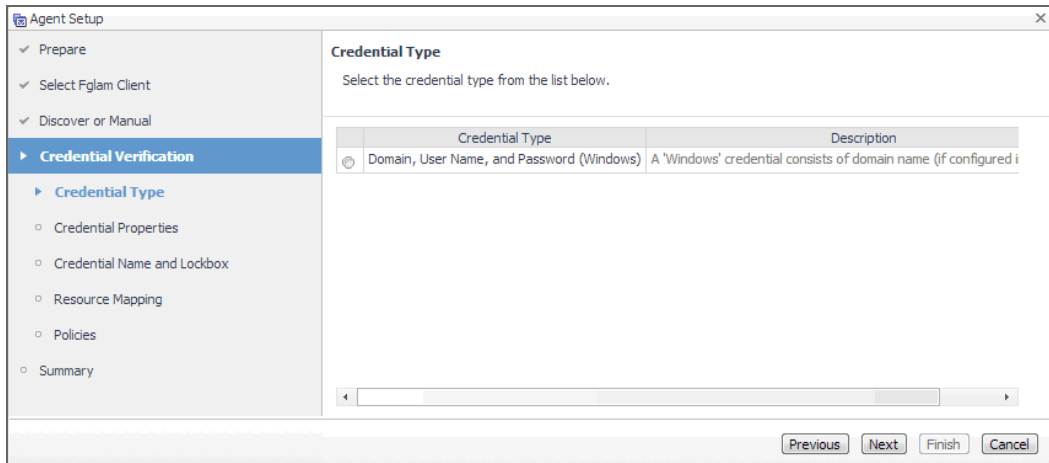 Agent Setup
Prepare
Select Fglam Client
Discover or Manual
Credential Verification
Credential Type
Credential Properties
Credential Name and Lockbox
Resource Mapping
Policies
Summary
Credential Type
Select the credential type from the list below.
Credential Type Description
Domain, User Name, and Password (Windows) A 'Windows' credential consists of domain name (if configured i
Previous Next Finish Cancel